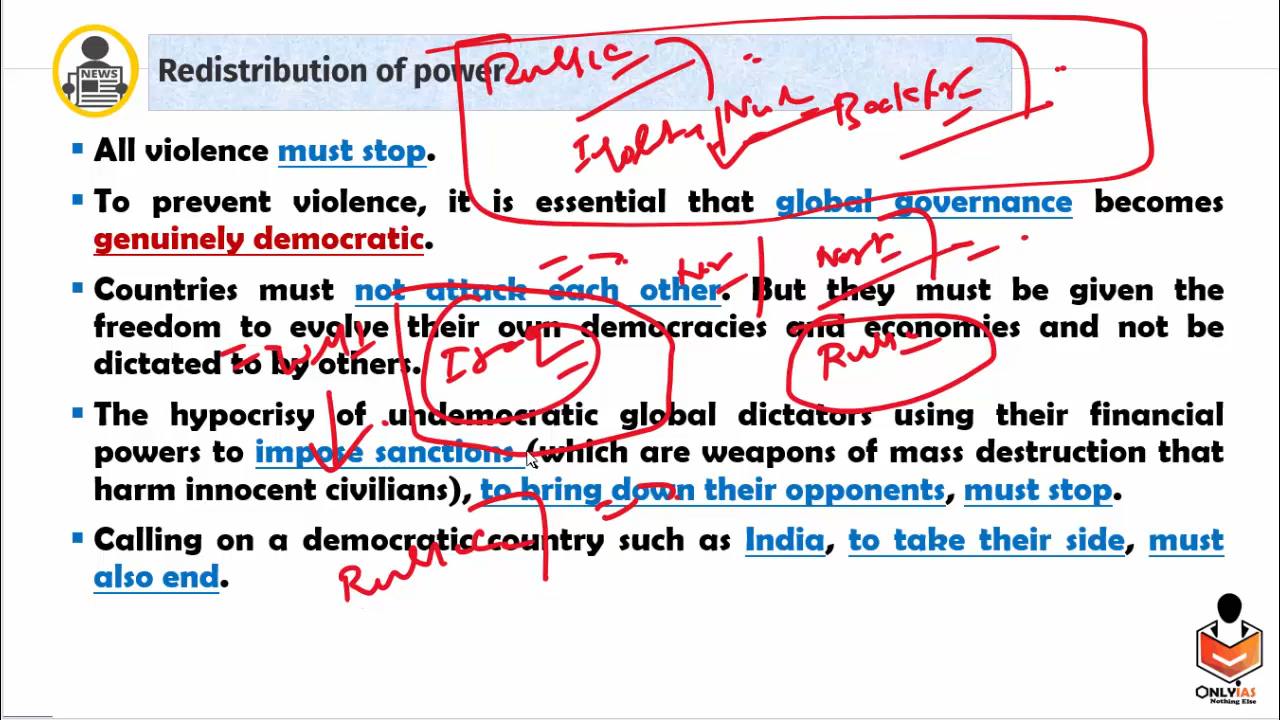 NEWS
Redistribution of power
Russia
Backfire
All violence must stop.
To prevent violence, it is essential that global governance becomes
genuinely democratic.
Countries must not attack each other. But they must be given the
freedom to evolve their own democracies and economies and not be
dictated to by others.
Iraq
Russia
The hypocrisy of undemocratic global dictators using their financial
powers to impose sanctions (which are weapons of mass destruction that
harm innocent civilians), to bring down their opponents, must stop.
Calling on a democratic country such as India, to take their side, must
also end.
Russia
ONLYIAS
Nothing Else